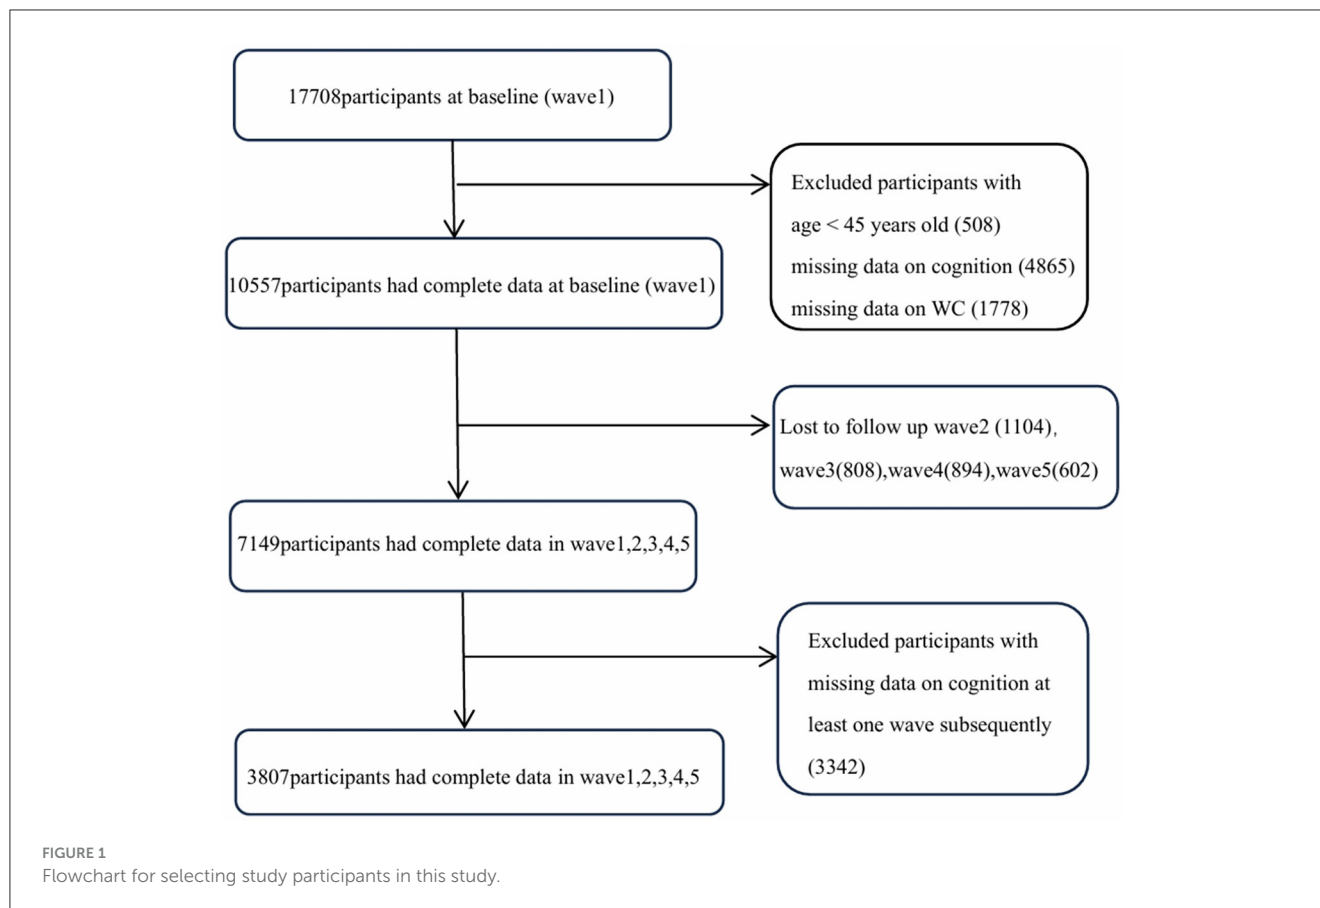 17708participants at baseline (wave1)
Excluded participants with
age < 45 years old (508)
missing data on cognition (4865)
missing data on WC (1778)
10557participants had complete data at baseline (wave1)
Lost to follow up wave2 (1104),
wave3(808),wave4(894),wave5(602)
7149participants had complete data in wave1,2,3,4,5
Excluded participants with
missing data on cognition at
least one wave subsequently
(3342)
3807participants had complete data in wave1,2,3,4,5
FIGURE 1
Flowchart for selecting study participants in this study.